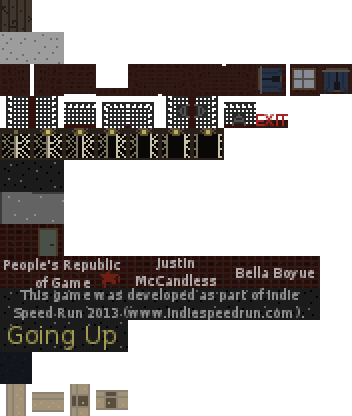 EXIT
People's Republic
of Game
Justin
McCandless
Bella Boyue
This game was developed as part of Indie
Speed Run 2013 (www.indiespeedrun.com).
Going Up